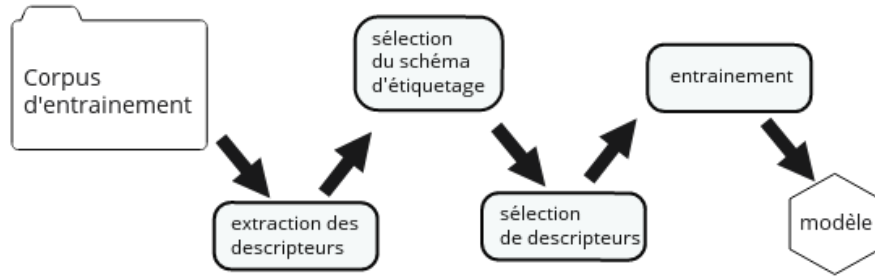 Corpus
d'entrainement
extraction des
descripteurs
sélection
du schéma
d'étiquetage
sélection
de descripteurs
entrainement
modèle